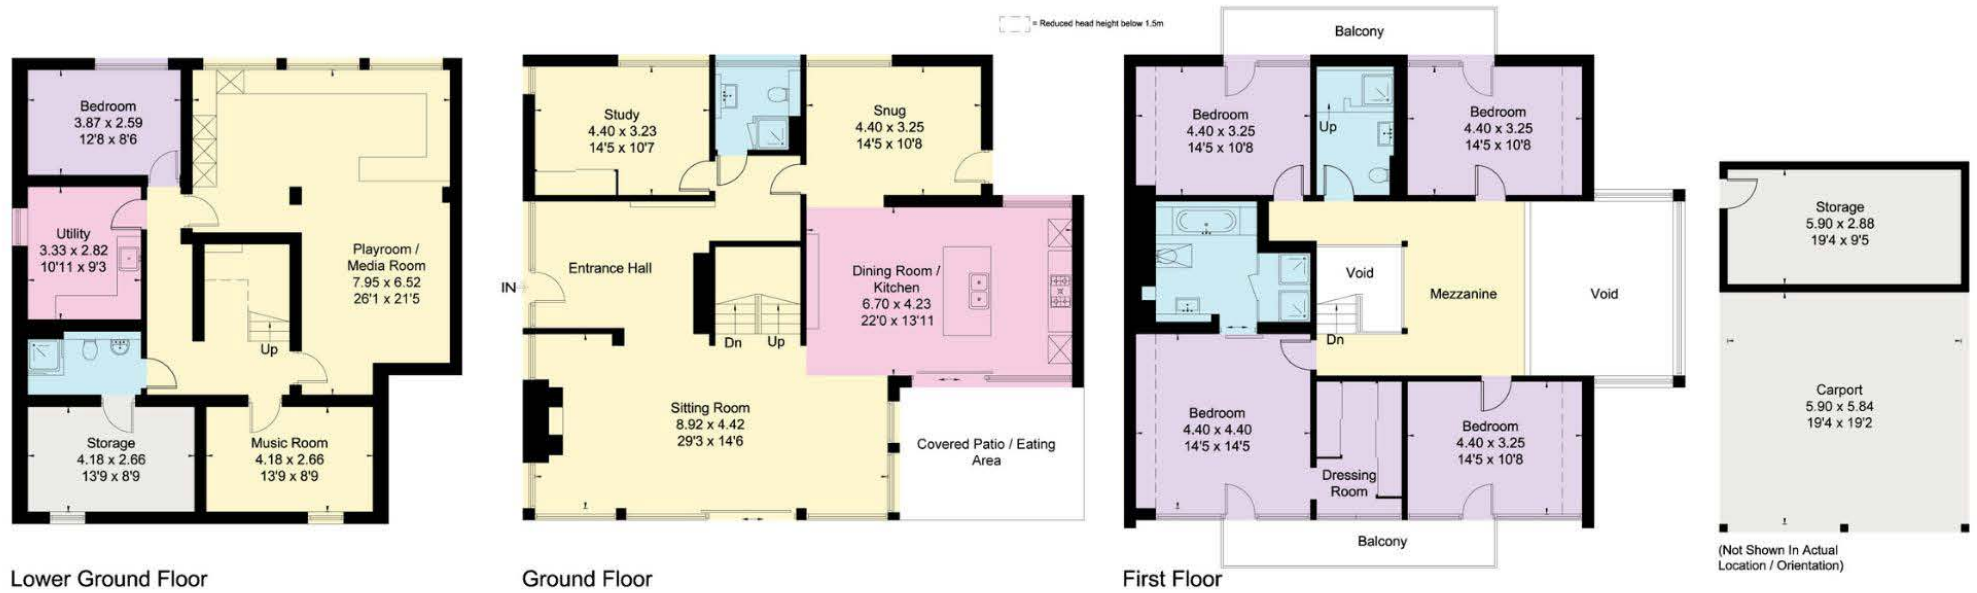 = Reduced head height below 1.5m
Bedroom
3.87 x 2.59
12'8 x 8'6
Utility
3.33 x 2.82
10'11 x 9'3
Playroom /
Media Room
7.95 x 6.52
26'1 x 21'5
Up
Storage
4.18 x 2.66
13'9 x 8'9
Music Room
4.18 x 2.66
13'9 x 8'9
Lower Ground Floor
Study
4.40 x 3.23
14'5 x 10'7
Snug
4.40 x 3.25
14'5 x 10'8
Entrance Hall
IN
Dining Room /
Kitchen
6.70 x 4.23
22'0 x 13'11
Dn
Up
Sitting Room
8.92 x 4.42
29'3 x 14'6
Covered Patio / Eating
Area
Ground Floor
Balcony
Bedroom
4.40 x 3.25
14'5 x 10'8
Up
Bedroom
4.40 x 3.25
14'5 x 10'8
Void
Mezzanine
Void
Dn
Bedroom
4.40 x 4.40
14'5 x 14'5
Dressing
Room
Bedroom
4.40 x 3.25
14'5 x 10'8
Balcony
First Floor
Storage
5.90 x 2.88
19'4 x 9'5
Carport
5.90 x 5.84
19'4 x 19'2
(Not Shown In Actual
Location / Orientation)